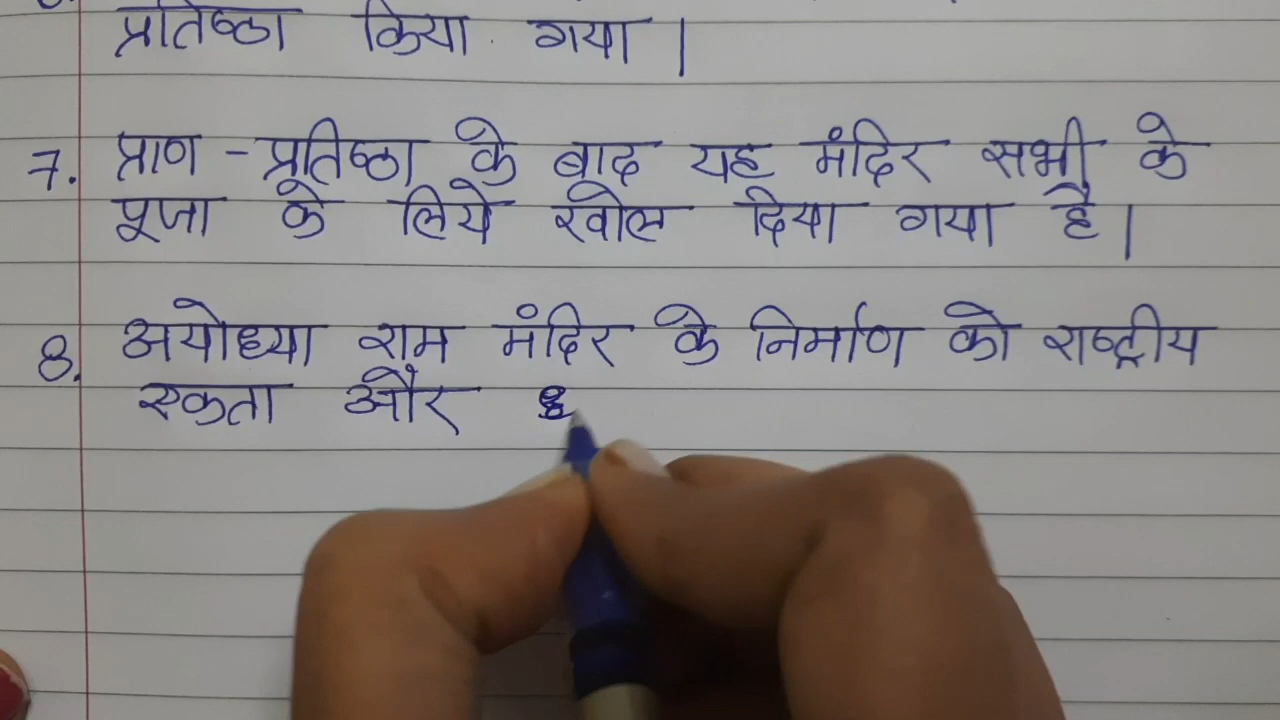 प्रतिष्ठा किया गया।
7. प्राण - प्रतिष्ठा के बाद यह मंदिर सभी के
पूजा के लिये खोल दिया गया है।
8. अयोध्या राम मंदिर के निर्माण को राष्ट्रीय
एकता और